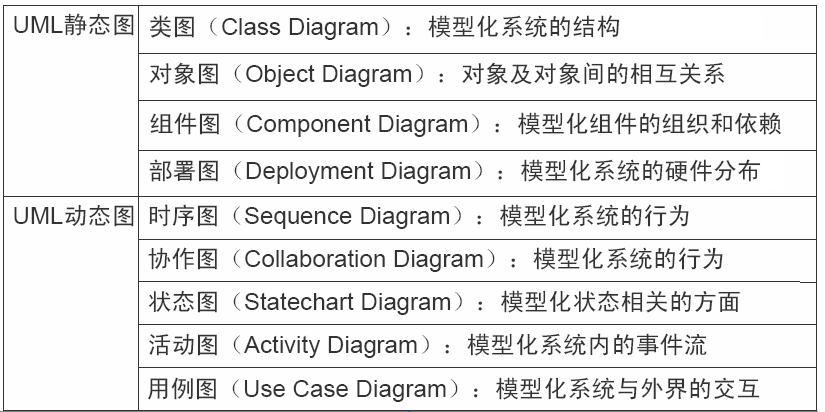 UML静态图
类图（Class Diagram）：模型化系统的结构
对象图（Object Diagram）：对象及对象间的相互关系
组件图（Component Diagram）：模型化组件的组织和依赖
部署图（Deployment Diagram）：模型化系统的硬件分布
UML动态图
时序图（Sequence Diagram）：模型化系统的行为
协作图（Collaboration Diagram）：模型化系统的行为
状态图（Statechart Diagram）：模型化状态相关的方面
活动图（Activity Diagram）：模型化系统内的事件流
用例图（Use Case Diagram）：模型化系统与外界的交互